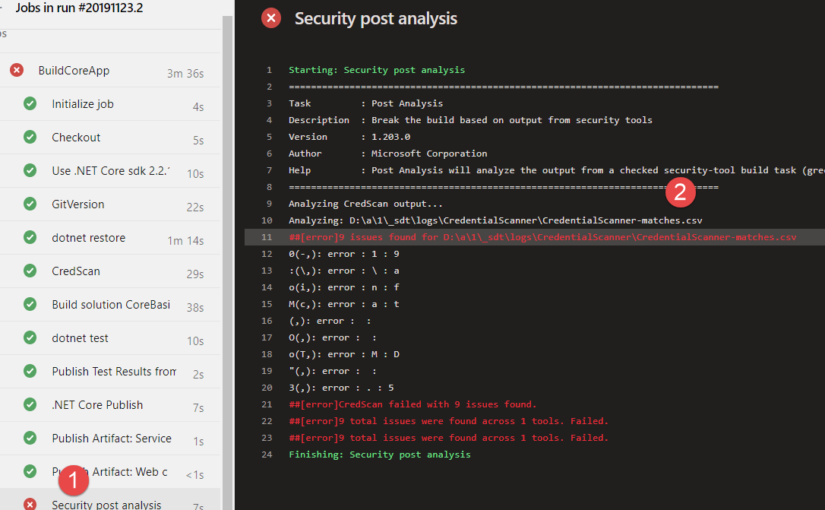 Jobs in run #20191123.2
BuildCoreApp 3m 36s
Initialize job 4s
Checkout 5s
Use .NET Core sdk 2.2. 10s
GitVersion 22s
dotnet restore 1m 14s
CredScan 29s
Build solution CoreBasi 38s
dotnet test 10s
Publish Test Results from 2s
.NET Core Publish 7s
Publish Artifact: Service 1s
Artifact: Web c <1s
1
Security post analysis 7s
Security post analysis
1 Starting: Security post analysis
2 ==============================================================================
3 Task : Post Analysis
4 Description : Break the build based on output from security tools
5 Version : 1.203.0
6 Author : Microsoft Corporation
7 Help : Post Analysis will analyze the output from a checked security-tool build task (gree
8 ==============================================================================
2
9 Analyzing CredScan output...
10 Analyzing: D:\a\1\_sdt\logs\CredentialScanner\CredentialScanner-matches.csv
11 ##[error]9 issues found for D:\a\1\_sdt\logs\CredentialScanner\CredentialScanner-matches.csv
12 0(-,): error : 1 : 9
13 :(\,): error : \ : a
14 o(i,): error : n : f
15 M(c,): error : a : t
16 (,): error : :
17 O(,): error : :
18 o(T,): error : M : D
19 "(,): error : :
20 3(,): error : . : 5
21 ##[error]CredScan failed with 9 issues found.
22 ##[error]9 total issues were found across 1 tools. Failed.
23 ##[error]9 total issues were found across 1 tools. Failed.
24 Finishing: Security post analysis